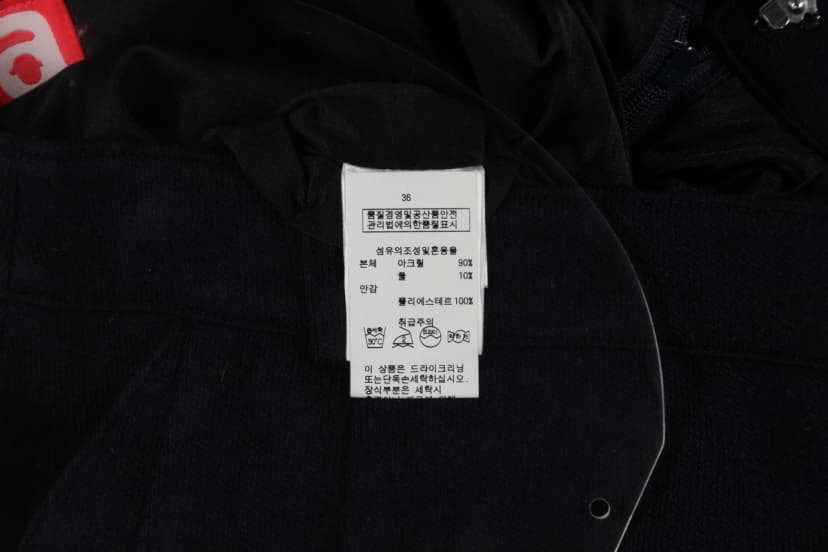 36
품질경영및공산품안전
관리법에의한품질표시
섬유의조성및혼용율
본체 아크릴 90%
울 10%
안감
폴리에스테르 100%
취급주의
30°C
이 상품은 드라이크리닝
또는단독손세탁하십시오.
장식부분은 세탁시